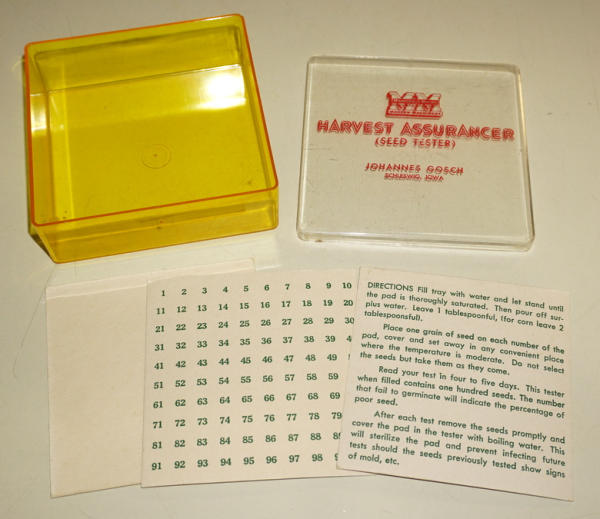 MM
HARVEST ASSURANCER
(SEED TESTER)
JOHANNES GOSCH
IOWA
1 2 3 4 5 6 7 8 9 10
11 12 13 14 15 16 17 18 19 20
21 22 23 24 25 26 27 28 29 30
31 32 33 34 35 36 37 38 39
41 42 43 44 45 46 47 48 49
51 52 53 54 55 56 57 58 59
61 62 63 64 65 66 67 68 69
71 72 73 74 75 76 77 78 79
81 82 83 84 85 86 87 88
91 92 93 94 95 96 97 98
DIRECTIONS Fill tray with water and let stand until
the pad is thoroughly saturated. Then pour off sur-
plus water. Leave 1 tablespoonful, (for corn leave 2
tablespoonsful).
Place one grain of seed on each number of the
pad, cover and set away in any convenient place
where the temperature is moderate. Do not select
the seeds but take them as they come.
Read your test in four to five days. This tester
when filled contains one hundred seeds. The number
that fail to germinate will indicate the percentage of
poor seed.
After each test remove the seeds promptly and
cover the pad in the tester with boiling water. This
will sterilize the pad and prevent infecting future
tests should the seeds previously tested show signs
of mold, etc.